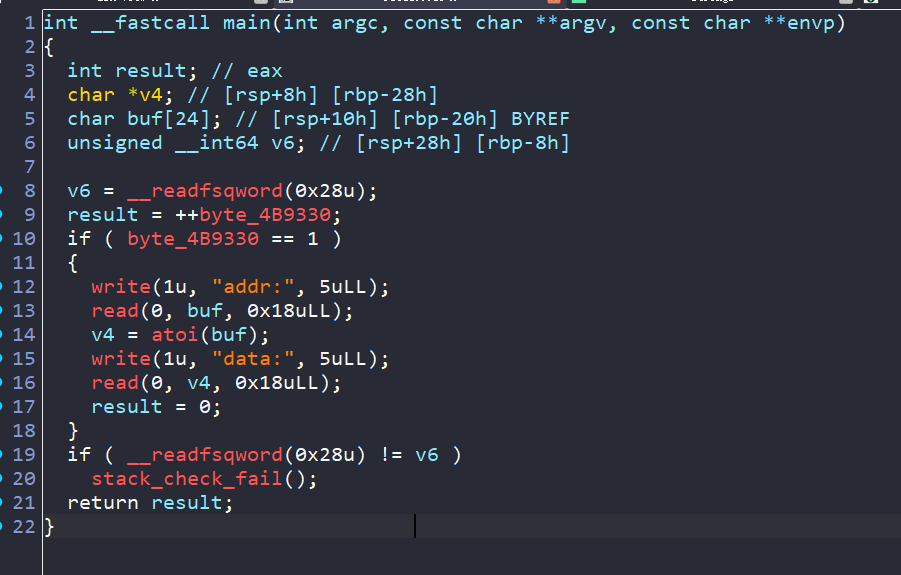 1 int __fastcall main(int argc, const char **argv, const char **envp)
2 {
3   int result; // eax
4   char *v4; // [rsp+8h] [rbp-28h]
5   char buf[24]; // [rsp+10h] [rbp-20h] BYREF
6   unsigned __int64 v6; // [rsp+28h] [rbp-8h]
7
8   v6 = __readfsqword(0x28u);
9   result = ++byte_4B9330;
10   if ( byte_4B9330 == 1 )
11   {
12     write(1u, "addr:", 5uLL);
13     read(0, buf, 0x18uLL);
14     v4 = atoi(buf);
15     write(1u, "data:", 5uLL);
16     read(0, v4, 0x18uLL);
17     result = 0;
18   }
19   if ( __readfsqword(0x28u) != v6 )
20     stack_check_fail();
21   return result;
22 }